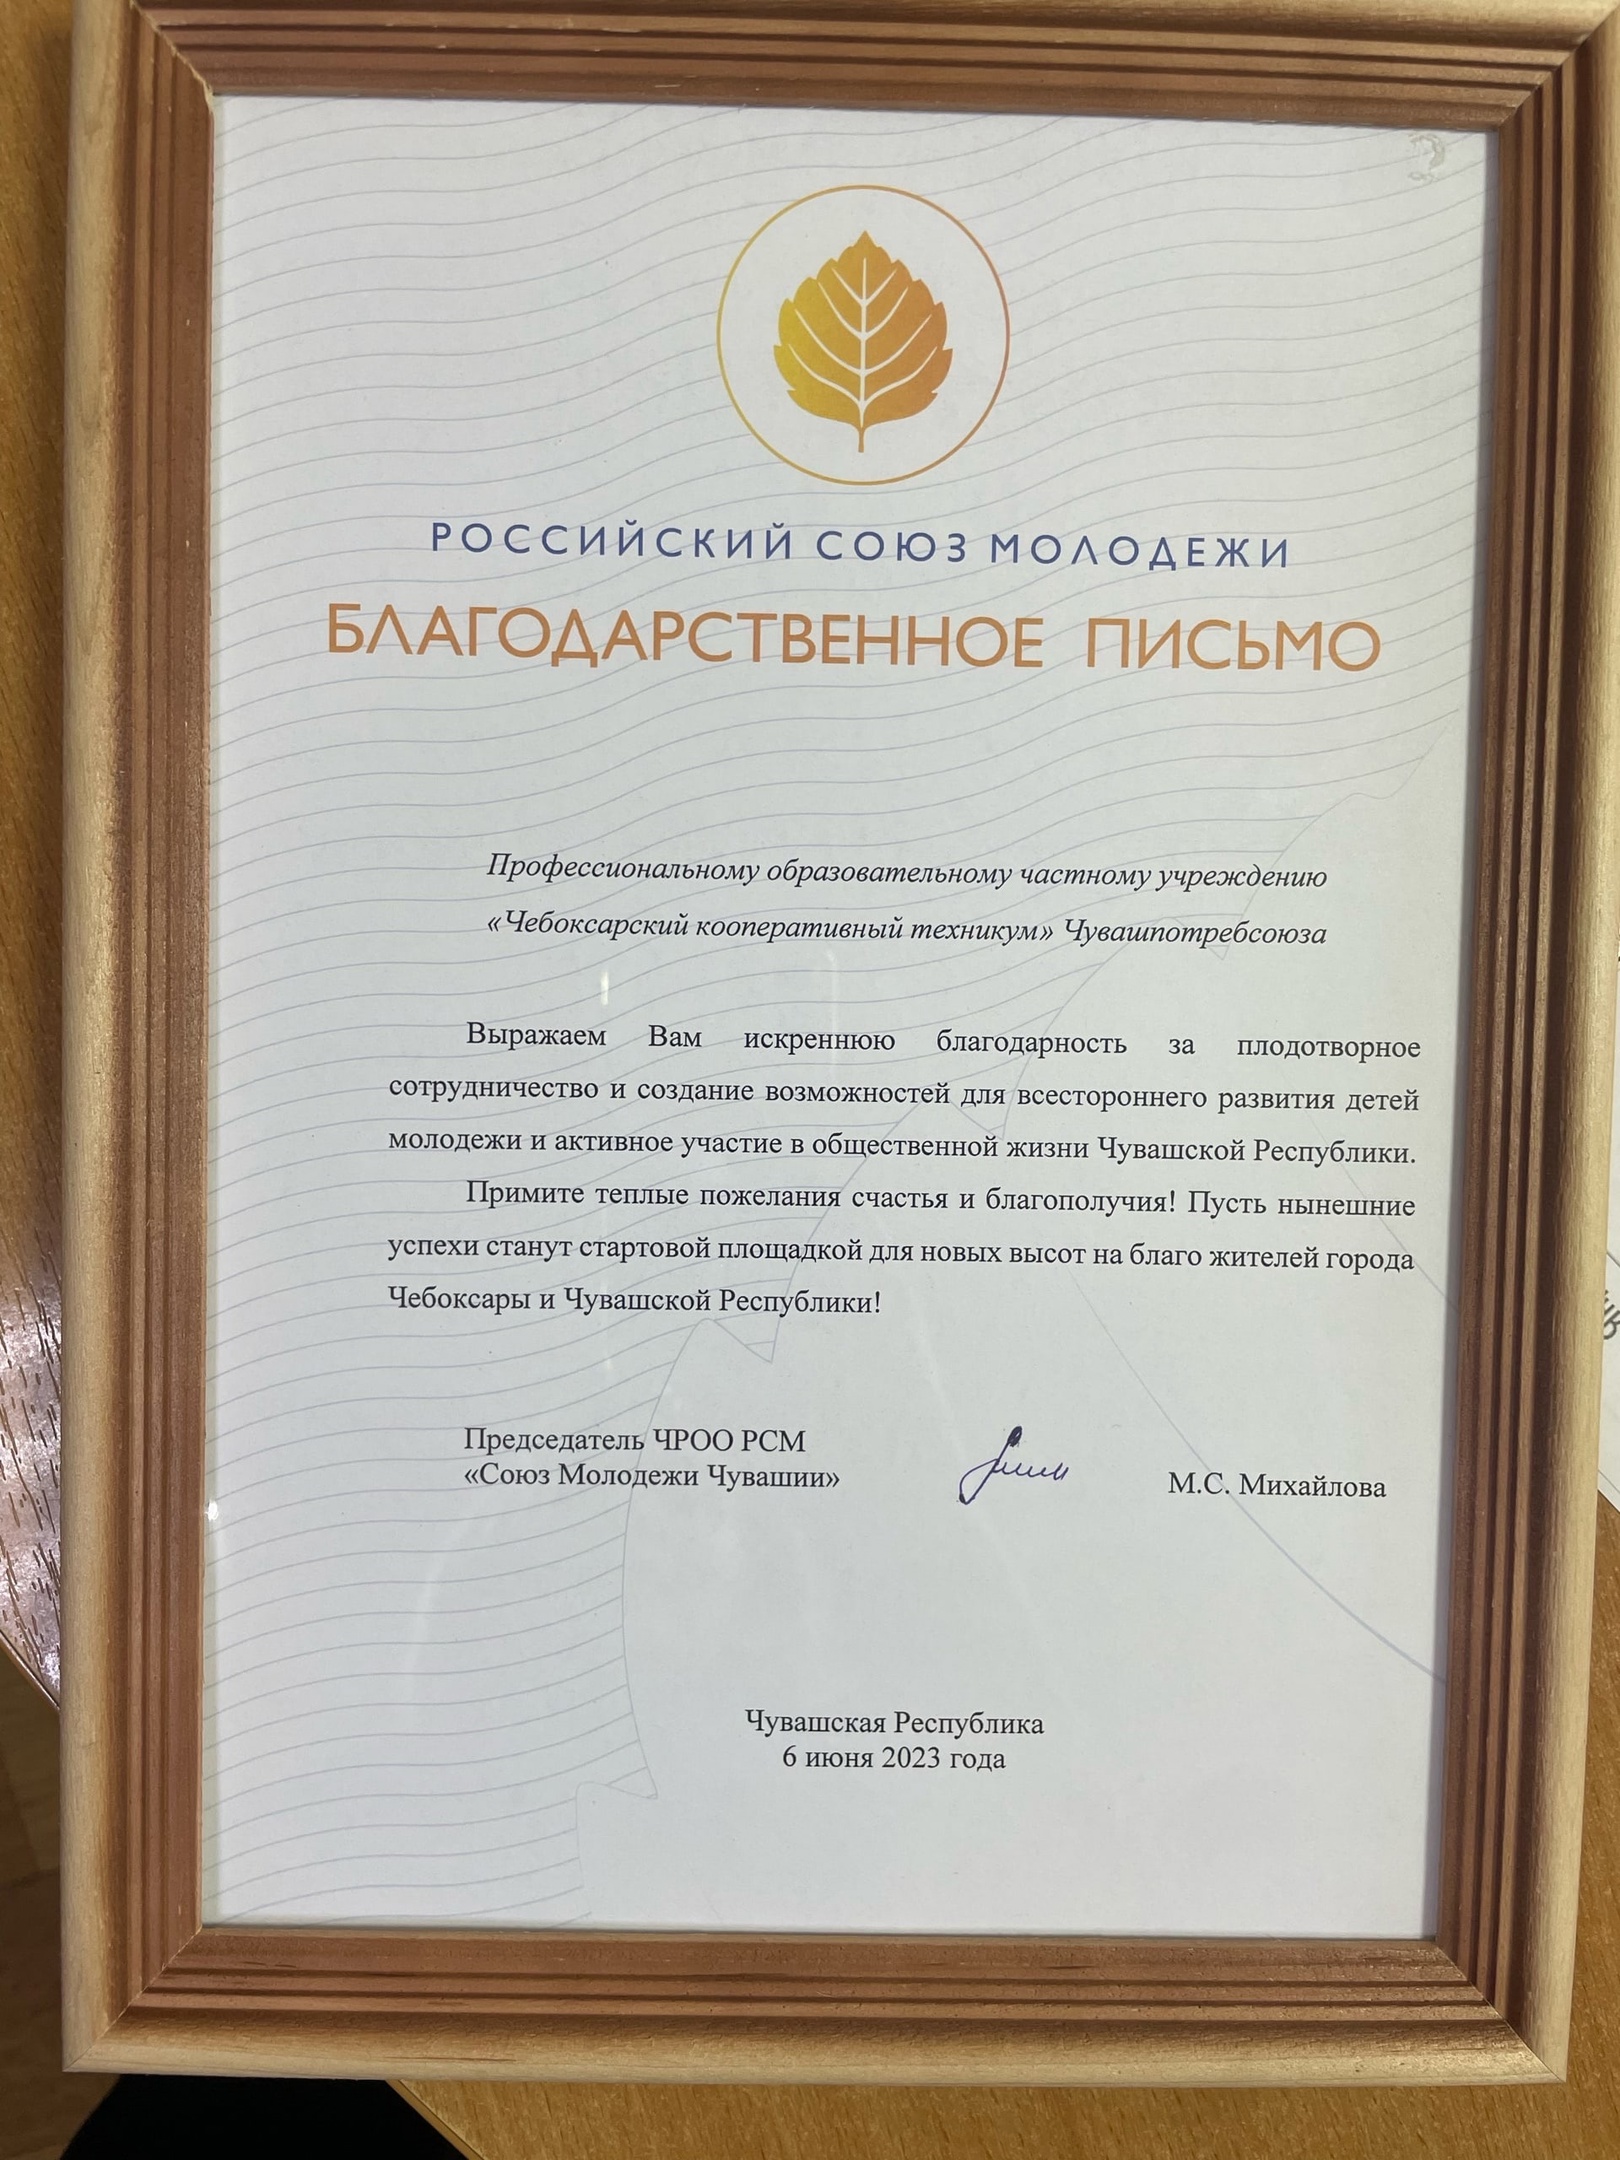 РОССИЙСКИЙ СОЮЗ МОЛОДЕЖИ
БЛАГОДАРСТВЕННОЕ ПИСЬМО
Профессиональному образовательному частному учреждению
«Чебоксарский кооперативный техникум» Чувашпотребсоюза
Выражаем Вам искреннюю благодарность за плодотворное
сотрудничество и создание возможностей для всестороннего развития детей
молодежи и активное участие в общественной жизни Чувашской Республики.
Примите теплые пожелания счастья и благополучия! Пусть нынешние
успехи станут стартовой площадкой для новых высот на благо жителей города
Чебоксары и Чувашской Республики!
Председатель ЧРОО РСМ
«Союз Молодежи Чувашии»
М.С. Михайлова
Чувашская Республика
6 июня 2023 года